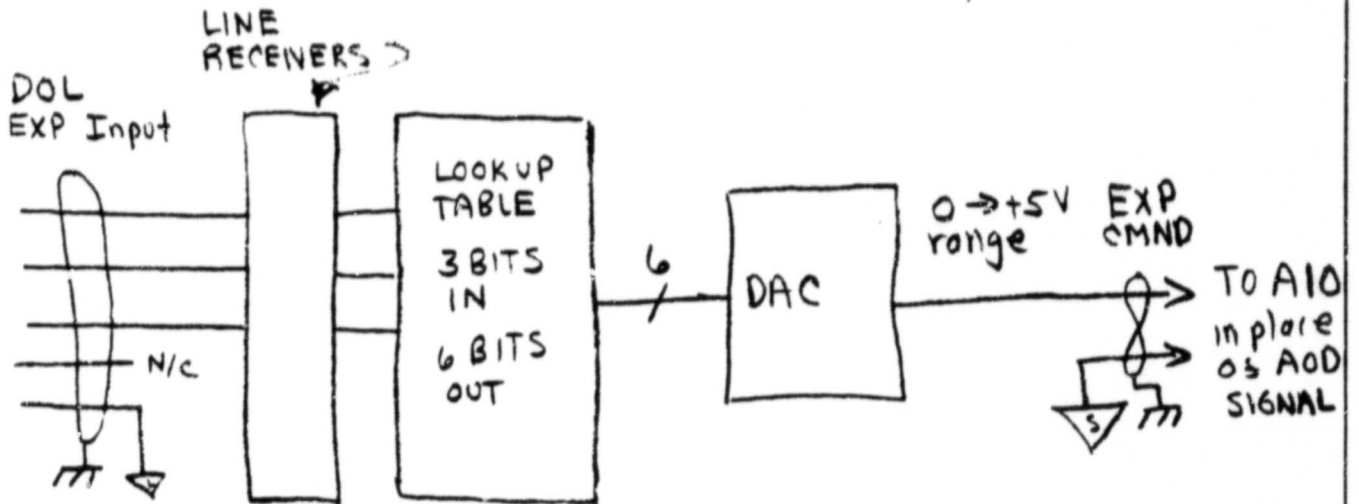 LINE
RECEIVERS
DOL
EXP Input
N/C
LOOKUP
TABLE
3 BITS
IN
6 BITS
OUT
6
DAC
0→+5V
range
EXP
CMND
TO A10
in place
os AOD
SIGNAL
S